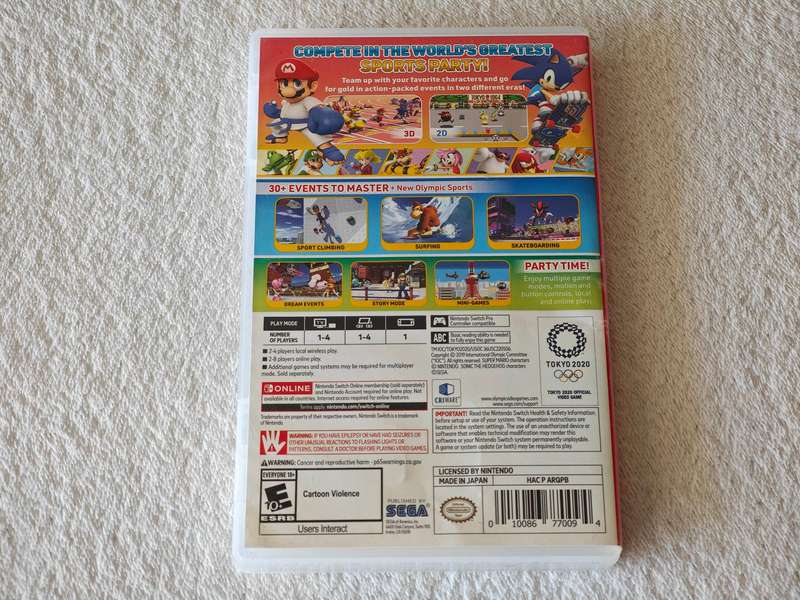 COMPETE IN THE WORLD'S GREATEST
SPORTS PARTY!
Team up with your favorite characters and go
for gold in action-packed events in two different eras!
3D
2D
30+ EVENTS TO MASTER + New Olympic Sports
SPORT CLIMBING
SURFING
SKATEBOARDING
DREAM EVENTS
STORY MODE
MINI-GAMES
PARTY TIME!
Enjoy multiple game
modes, motion and
button controls, local
and online play.
PLAY MODE
NUMBER
OF PLAYERS
1-4
1-4
1
■ 2-4 players local wireless play.
■ 2-8 players online play.
■ Additional games and systems may be required for multiplayer
mode. Sold separately.
ONLINE
Nintendo Switch Online membership (sold separately)
and Nintendo Account required for online play. Not
available in all countries. Internet access required for online features.
Terms apply. nintendo.com/switch-online
Trademarks are property of their respective owners. Nintendo Switch is a trademark
of Nintendo.
WARNING: IF YOU HAVE EPILEPSY OR HAVE HAD SEIZURES OR
OTHER UNUSUAL REACTIONS TO FLASHING LIGHTS OR
PATTERNS, CONSULT A DOCTOR BEFORE PLAYING VIDEO GAMES.
WARNING: Cancer and reproductive harm - p65warnings.ca.gov
EVERYONE 10+
E
10+
ESRB
Cartoon Violence
Users Interact
PUBLISHED BY
SEGA
Nintendo Switch Pro
Controller compatible
ABC
Basic reading ability is needed
to fully enjoy the game
Copyright © 2019 International Olympic Committee
("IOC"). All rights reserved. SUPER MARIO characters
© NINTENDO. SONIC THE HEDGEHOG characters
©SEGA.
CRIWARE
www.olympicvideogames.com
www.sega.com/support
TOKYO 2020
TOKYO 2020 OFFICIAL
VIDEO GAME
IMPORTANT! Read the Nintendo Switch Health & Safety Information
before setup or use of your system. The operation instructions are
located in the system settings. The use of an unauthorized device or
software that enables technical modification may render this
software or your Nintendo Switch system permanently unplayable.
A game or system update (or both) may be required to play.
LICENSED BY NINTENDO
MADE IN JAPAN
HAC P ARQPB
0 10086 77009 4